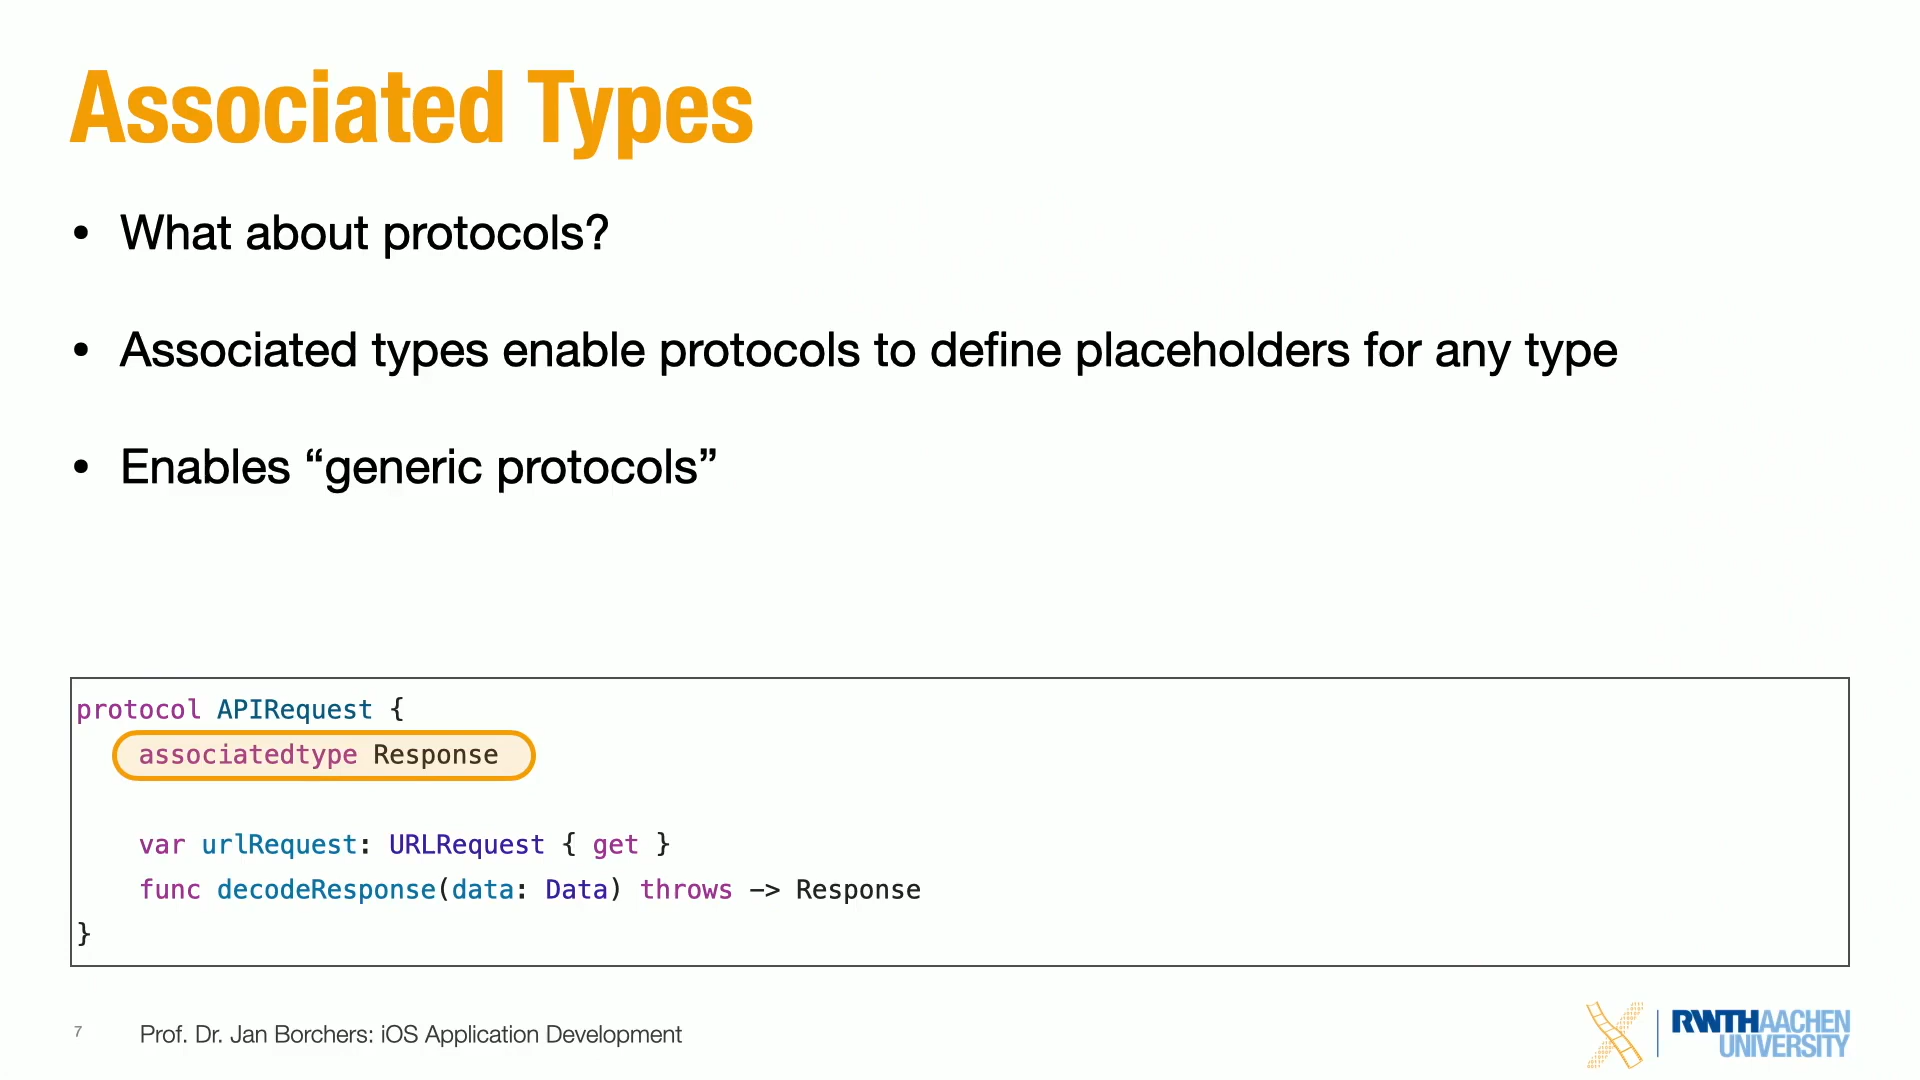 Associated Types
• What about protocols?
• Associated types enable protocols to define placeholders for any type
• Enables “generic protocols”
protocol APIRequest {
associatedtype Response
var urlRequest: URLRequest { get }
func decodeResponse(data: Data) throws -> Response
}
7 Prof. Dr. Jan Borchers: iOS Application Development
RWTHAACHEN
UNIVERSITY